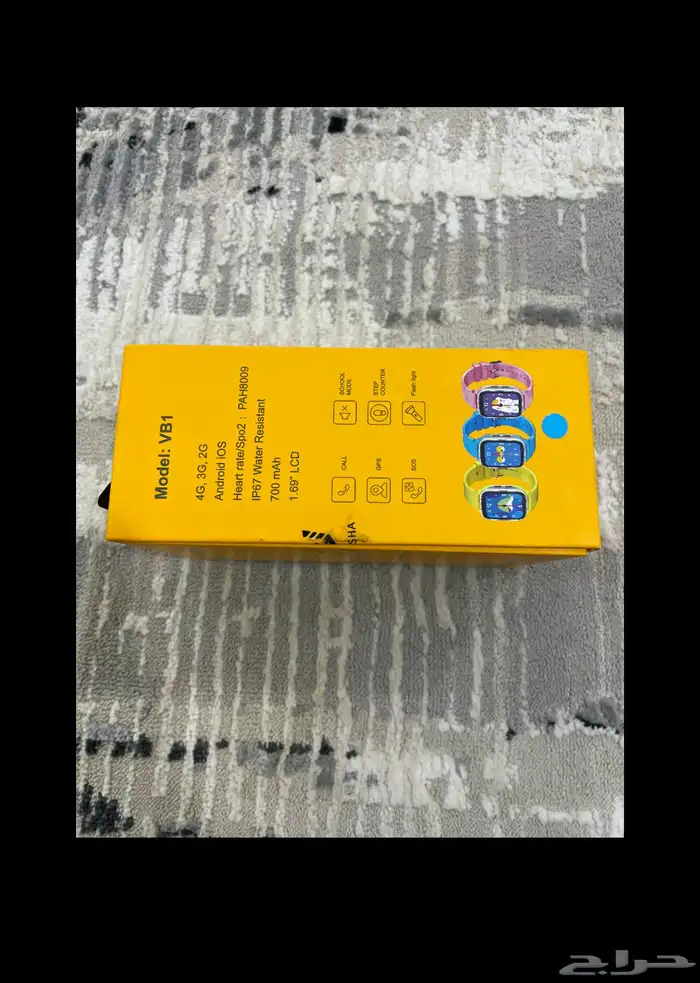 Model: VB1
4G, 3G, 2G
Android iOS
Heart rate/Spo2 : PAH8009
IP67 Water Resistant
700 mAh
1.69" LCD
SCHOOL
MODE
STEP
COUNTER
Flash light
CALL
GPS
SOS
SHA
حراج